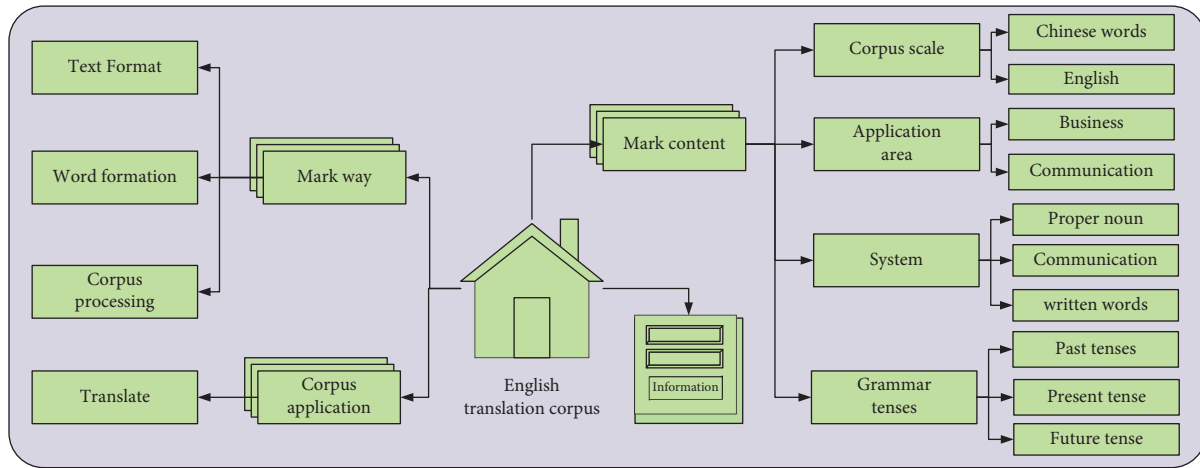 Text Format
Word formation
Corpus
processing
Translate
Mark way
Corpus
application
English
translation corpus
Information
Mark content
Corpus scale
Application
area
System
Grammar
tenses
Chinese words
English
Business
Communication
Proper noun
Communication
written words
Past tenses
Present tense
Future tense